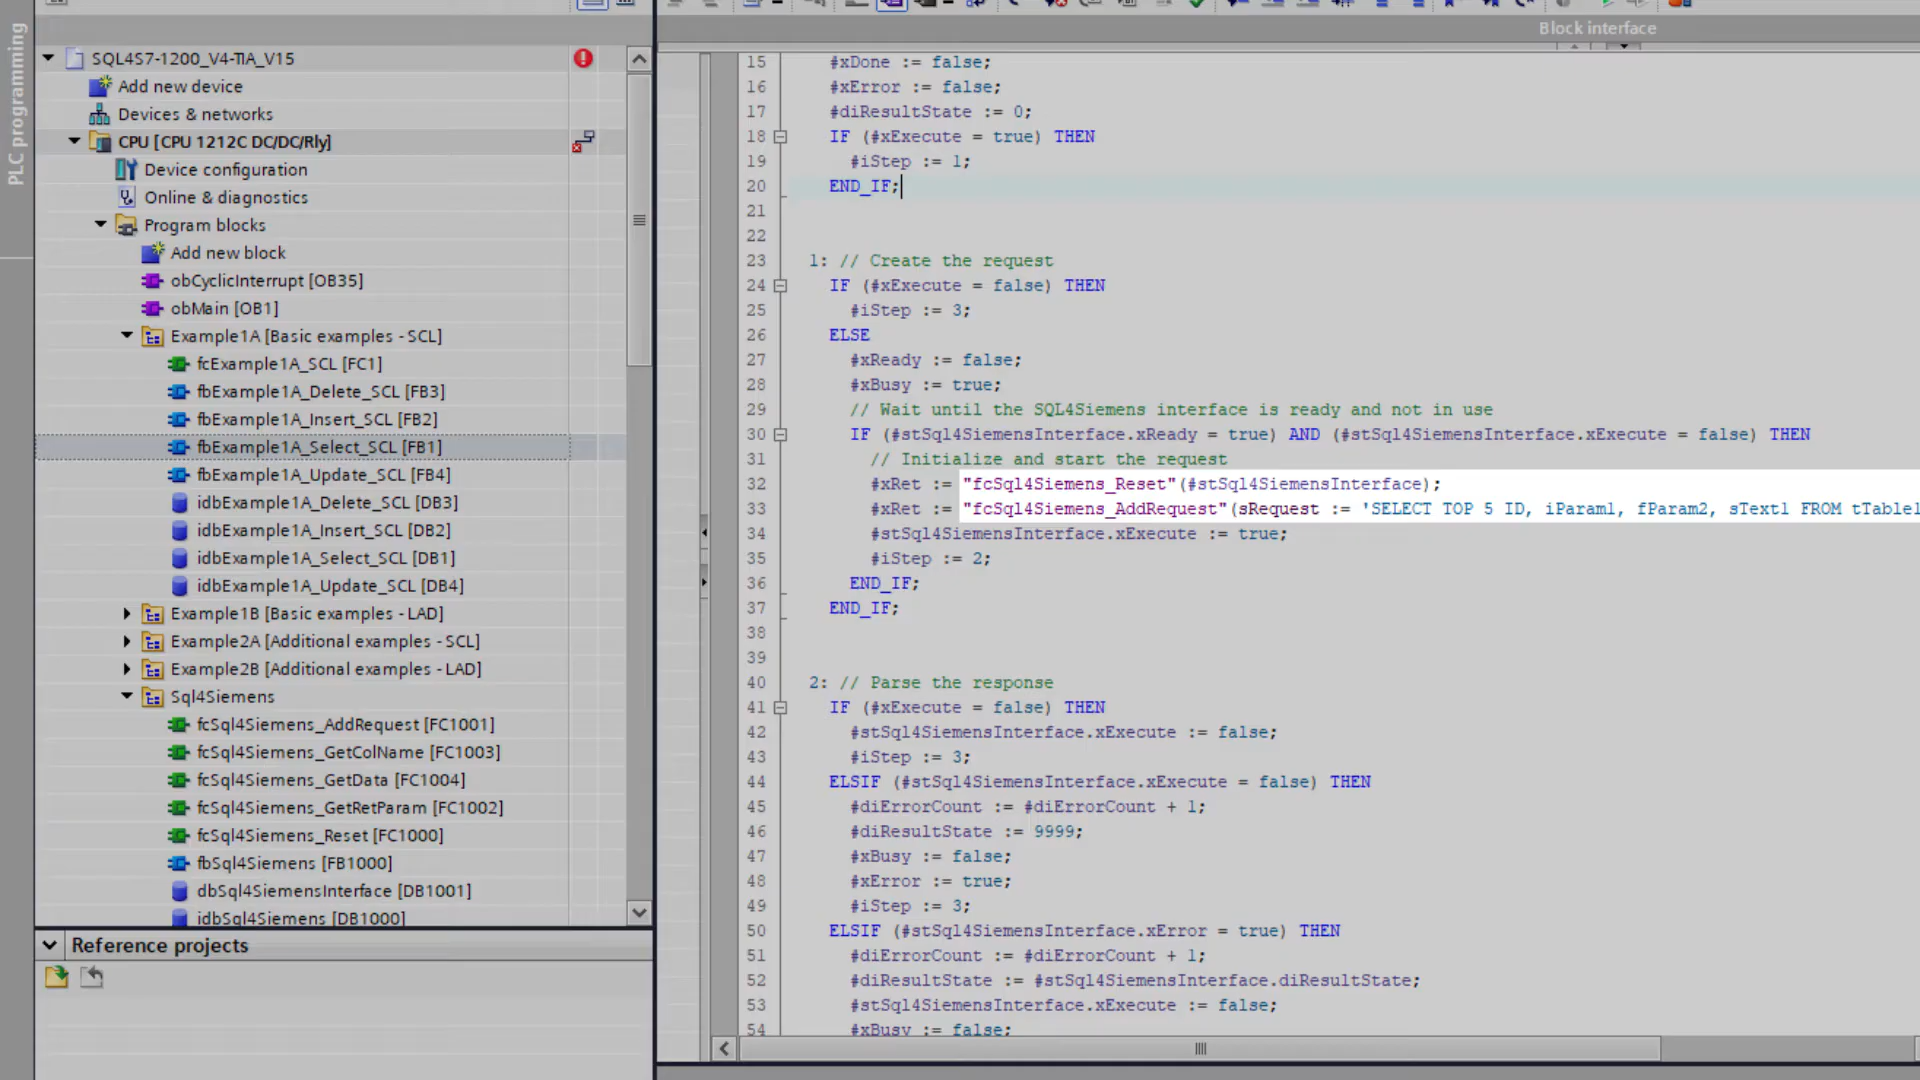 PLC programming
SQL4S7-1200_V4-TIA_V15
Add new device
Devices & networks
CPU [CPU 1212C DC/DC/Rly]
Device configuration
Online & diagnostics
Program blocks
Add new block
obCyclicInterrupt [OB35]
obMain [OB1]
Example1A [Basic examples - SCL]
fcExample1A_SCL [FC1]
fbExample1A_Delete_SCL [FB3]
fbExample1A_Insert_SCL [FB2]
fbExample1A_Select_SCL [FB1]
fbExample1A_Update_SCL [FB4]
idbExample1A_Delete_SCL [DB3]
idbExample1A_Insert_SCL [DB2]
idbExample1A_Select_SCL [DB1]
idbExample1A_Update_SCL [DB4]
Example1B [Basic examples - LAD]
Example2A [Additional examples - SCL]
Example2B [Additional examples - LAD]
Sql4Siemens
fcSql4Siemens_AddRequest [FC1001]
fcSql4Siemens_GetColName [FC1003]
fcSql4Siemens_GetData [FC1004]
fcSql4Siemens_GetRetParam [FC1002]
fcSql4Siemens_Reset [FC1000]
fbSql4Siemens [FB1000]
dbSql4SiemensInterface [DB1001]
idbSql4Siemens [DB1000]
Reference projects
Block interface
15 #xDone := false;
16 #xError := false;
17 #diResultState := 0;
18 IF (#xExecute = true) THEN
19 #iStep := 1;
20 END_IF;
21
22
23 1: // Create the request
24 IF (#xExecute = false) THEN
25 #iStep := 3;
26 ELSE
27 #xReady := false;
28 #xBusy := true;
29 // Wait until the SQL4Siemens interface is ready and not in use
30 IF (#stSql4SiemensInterface.xReady = true) AND (#stSql4SiemensInterface.xExecute = false) THEN
31 // Initialize and start the request
32 #xRet := "fcSql4Siemens_Reset"(#stSql4SiemensInterface);
33 #xRet := "fcSql4Siemens_AddRequest"(sRequest := 'SELECT TOP 5 ID, iParam1, fParam2, sText1 FROM tTable1
34 #stSql4SiemensInterface.xExecute := true;
35 #iStep := 2;
36 END_IF;
37 END_IF;
38
39
40 2: // Parse the response
41 IF (#xExecute = false) THEN
42 #stSql4SiemensInterface.xExecute := false;
43 #iStep := 3;
44 ELSIF (#stSql4SiemensInterface.xExecute = false) THEN
45 #diErrorCount := #diErrorCount + 1;
46 #diResultState := 9999;
47 #xBusy := false;
48 #xError := true;
49 #iStep := 3;
50 ELSIF (#stSql4SiemensInterface.xError = true) THEN
51 #diErrorCount := #diErrorCount + 1;
52 #diResultState := #stSql4SiemensInterface.diResultState;
53 #stSql4SiemensInterface.xExecute := false;
54 #xBusy := false;